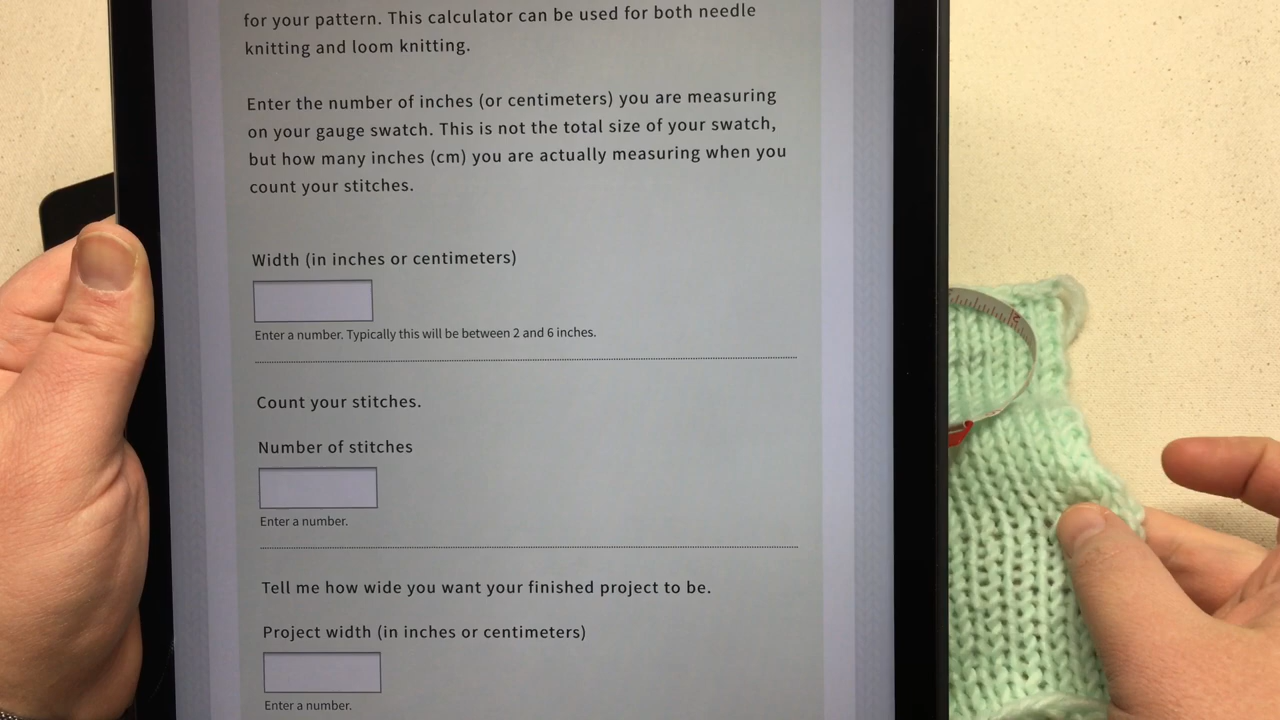 for your pattern. This calculator can be used for both needle
knitting and loom knitting.
Enter the number of inches (or centimeters) you are measuring
on your gauge swatch. This is not the total size of your swatch,
but how many inches (cm) you are actually measuring when you
count your stitches.
Width (in inches or centimeters)
Enter a number. Typically this will be between 2 and 6 inches.
Count your stitches.
Number of stitches
Enter a number.
Tell me how wide you want your finished project to be.
Project width (in inches or centimeters)
Enter a number.